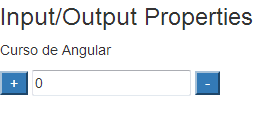 Input/Output Properties
Curso de Angular
+ 0 -